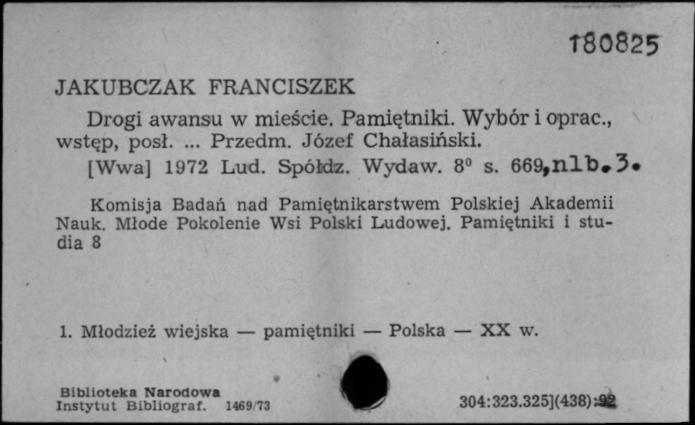 180825
JAKUBCZAK FRANCISZEK
Drogi awansu w mieście. Pamiętniki. Wybór i oprac.,
wstęp, posł. ... Przedm. Józef Chałasiński.
[Wwa] 1972 Lud. Spółdz. Wydaw. 8⁰ s. 669,nlb.3.
Komisja Badań nad Pamiętnikarstwem Polskiej Akademii
Nauk. Młode Pokolenie Wsi Polski Ludowej. Pamiętniki i stu-
dia 8
1. Młodzież wiejska — pamiętniki — Polska — XX w.
Biblioteka Narodowa
Instytut Bibliograf. 1469/73
304:323.325](438):92